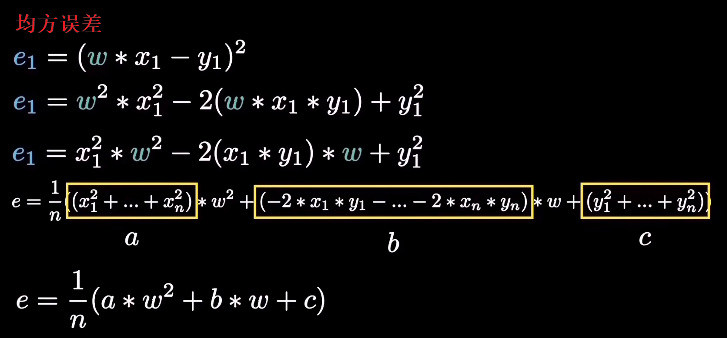 均方误差
e₁ = (w * x₁ − y₁)²
e₁ = w² * x₁² − 2(w * x₁ * y₁) + y₁²
e₁ = x₁² * w² − 2(x₁ * y₁) * w + y₁²
e = 1/n((x₁² + ... + xₙ²) * w² + (−2 * x₁ * y₁ − ... − 2 * xₙ * yₙ) * w + (y₁² + ... + yₙ²))
a b c
e = 1/n(a * w² + b * w + c)